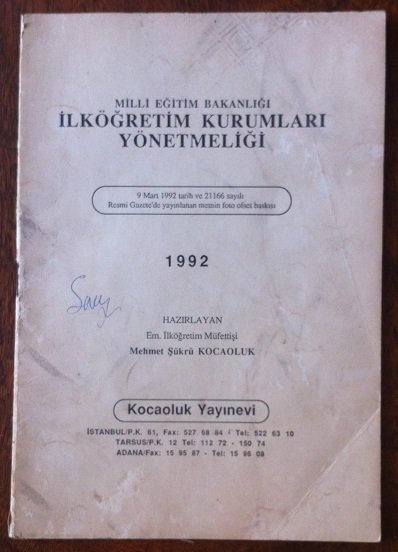 MİLLİ EĞİTİM BAKANLIĞI
İLKÖĞRETİM KURUMLARI
YÖNETMELİĞİ
9 Mart 1992 tarih ve 21166 sayılı
Resmi Gazete'de yayınlanan metnin foto ofset baskısı
1992
HAZIRLAYAN
Em. İlköğretim Müfettişi
Mehmet Şükrü KOCAOLUK
Kocaoluk Yayınevi
İSTANBUL/P.K. 61, Fax: 527 68 84 - Tel: 522 63 10
TARSUS/P.K. 12 Tel: 112 72 - 150 74
ADANA/Fax: 15 95 87 - Tel: 15 96 08